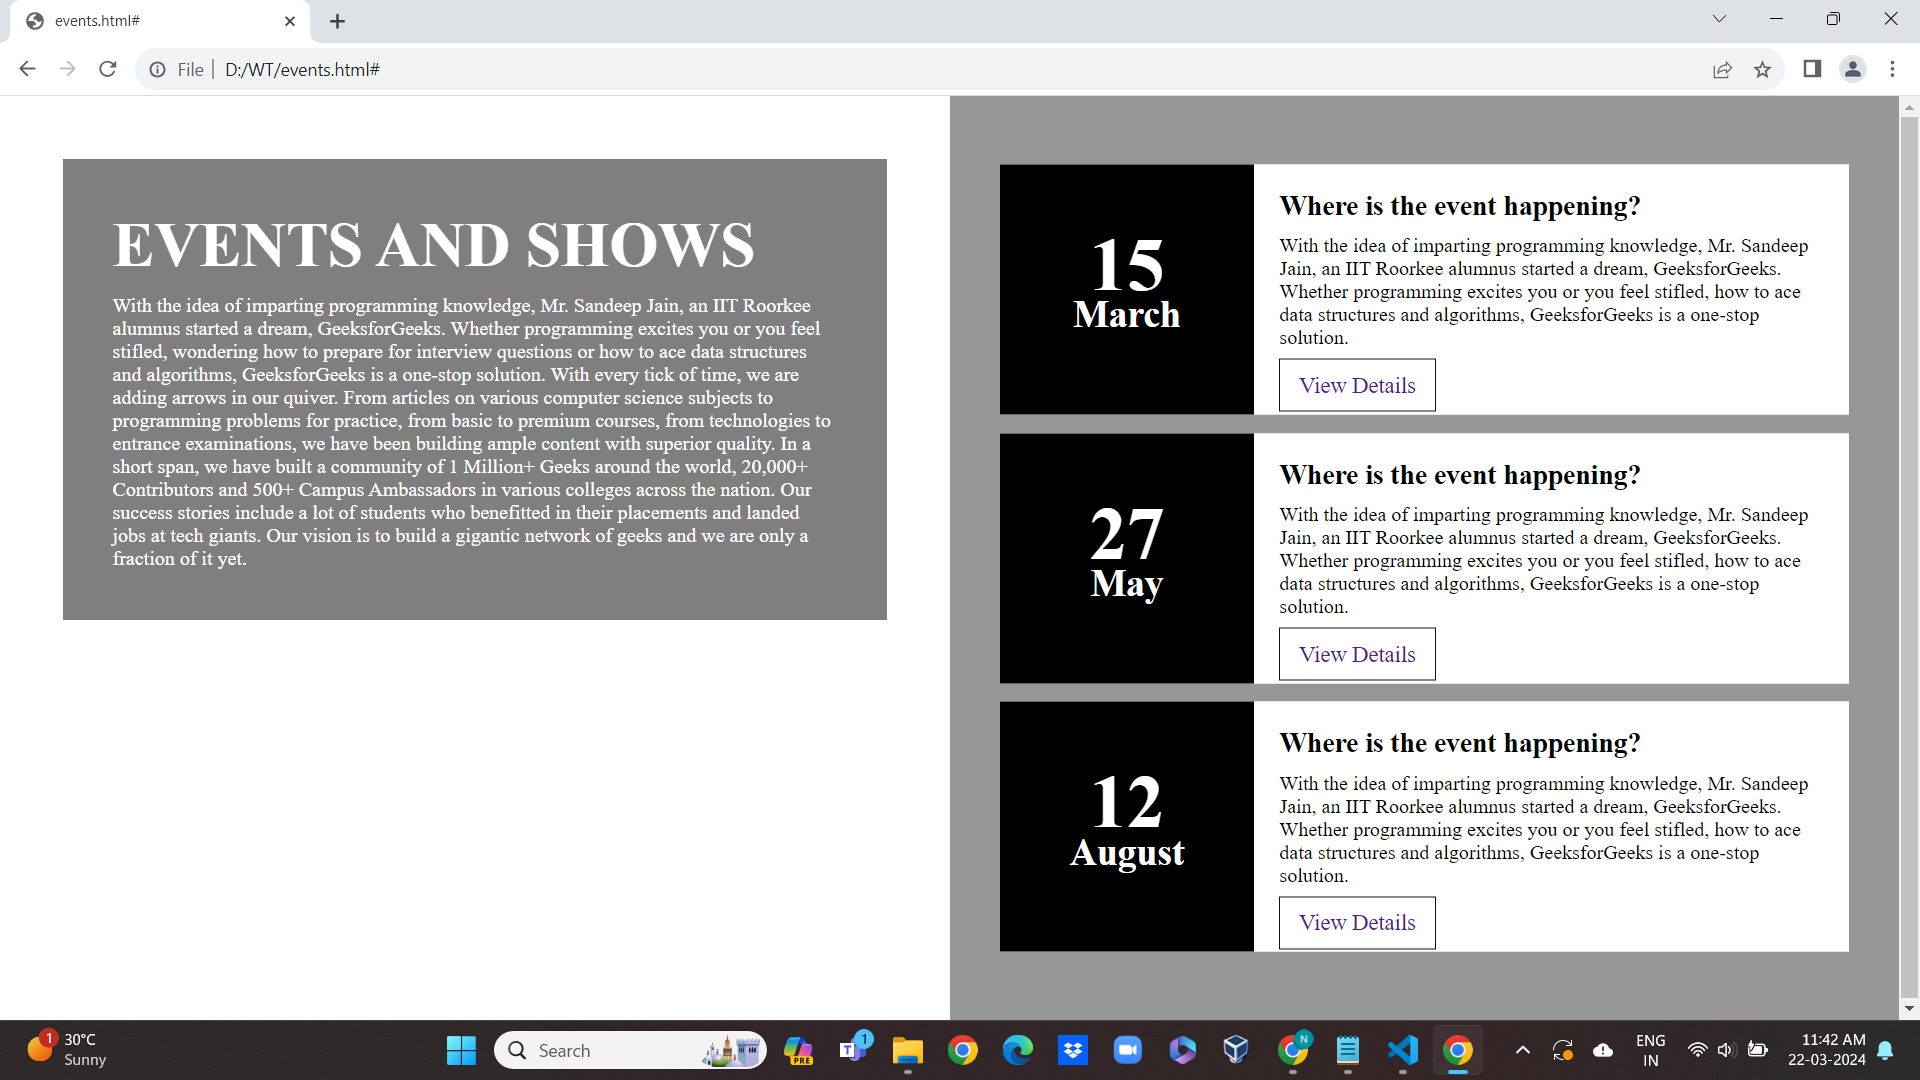 events.html#
File
D:/WT/events.html#
EVENTS AND SHOWS
With the idea of imparting programming knowledge, Mr. Sandeep Jain, an IIT Roorkee
alumnus started a dream, GeeksforGeeks. Whether programming excites you or you feel
stifled, wondering how to prepare for interview questions or how to ace data structures
and algorithms, GeeksforGeeks is a one-stop solution. With every tick of time, we are
adding arrows in our quiver. From articles on various computer science subjects to
programming problems for practice, from basic to premium courses, from technologies to
entrance examinations, we have been building ample content with superior quality. In a
short span, we have built a community of 1 Million+ Geeks around the world, 20,000+
Contributors and 500+ Campus Ambassadors in various colleges across the nation. Our
success stories include a lot of students who benefitted in their placements and landed
jobs at tech giants. Our vision is to build a gigantic network of geeks and we are only a
fraction of it yet.
15
March
Where is the event happening?
With the idea of imparting programming knowledge, Mr. Sandeep
Jain, an IIT Roorkee alumnus started a dream, GeeksforGeeks.
Whether programming excites you or you feel stifled, how to ace
data structures and algorithms, GeeksforGeeks is a one-stop
solution.
View Details
27
May
Where is the event happening?
With the idea of imparting programming knowledge, Mr. Sandeep
Jain, an IIT Roorkee alumnus started a dream, GeeksforGeeks.
Whether programming excites you or you feel stifled, how to ace
data structures and algorithms, GeeksforGeeks is a one-stop
solution.
View Details
12
August
Where is the event happening?
With the idea of imparting programming knowledge, Mr. Sandeep
Jain, an IIT Roorkee alumnus started a dream, GeeksforGeeks.
Whether programming excites you or you feel stifled, how to ace
data structures and algorithms, GeeksforGeeks is a one-stop
solution.
View Details
1
30°C
Sunny
Search
PRE
T
1
N
ENG
IN
11:42 AM
22-03-2024